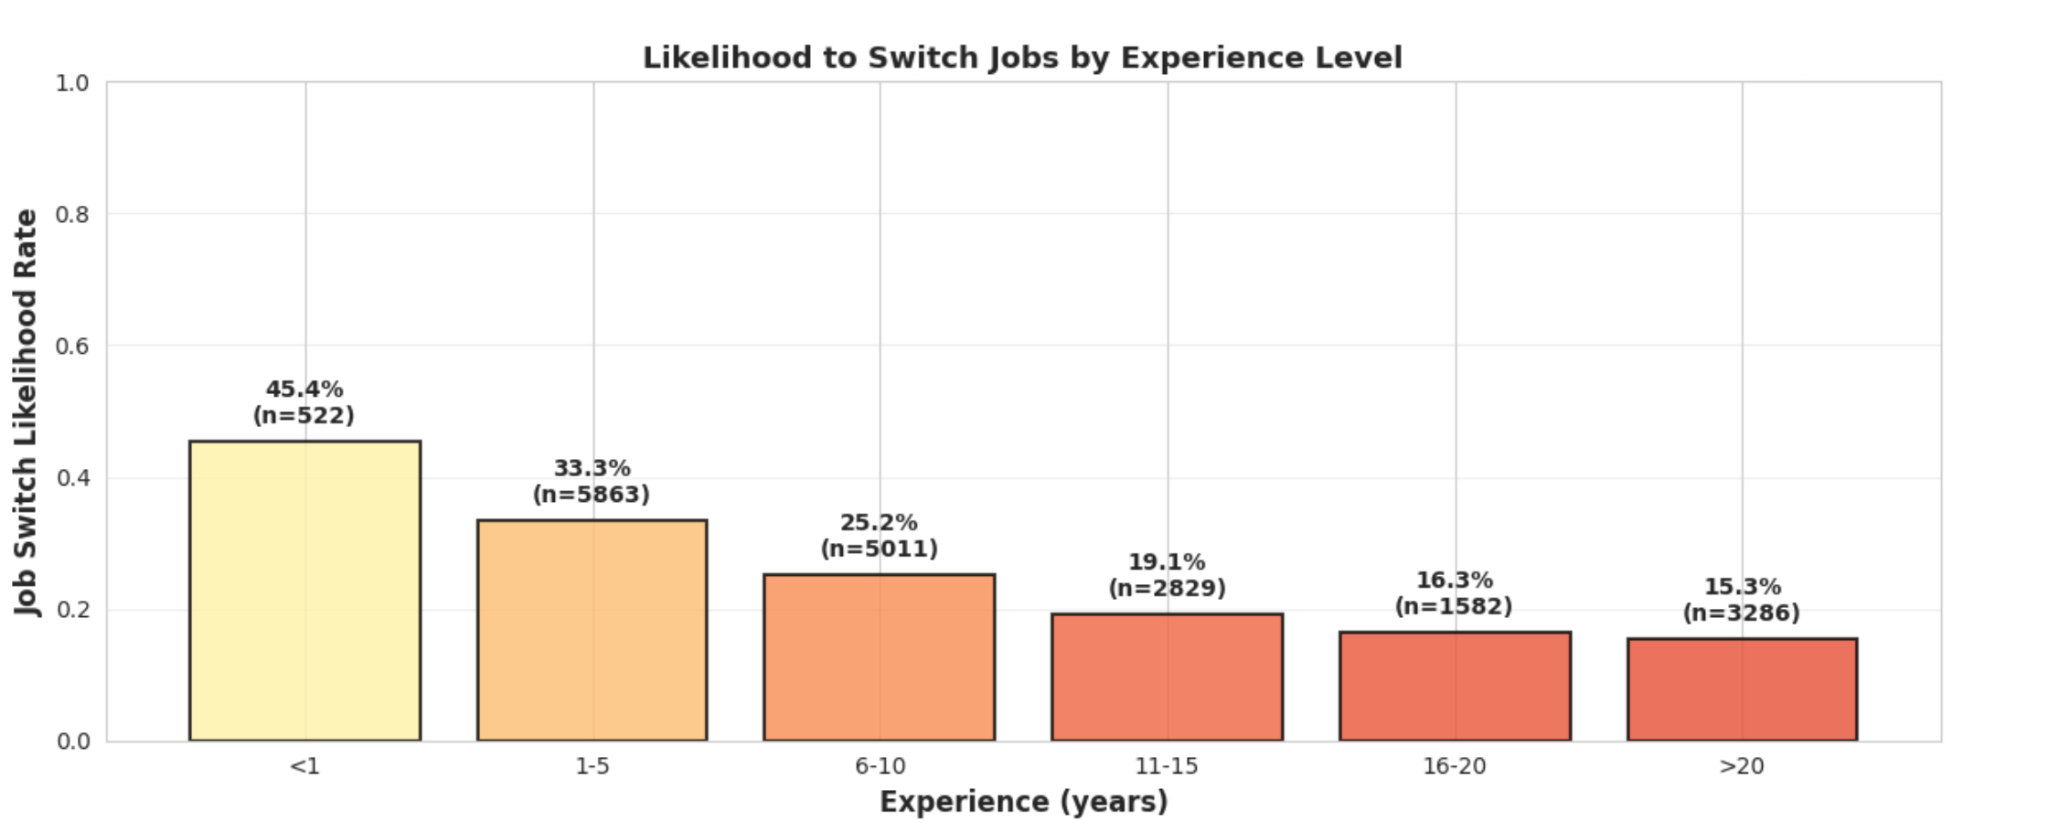 Likelihood to Switch Jobs by Experience Level
Job Switch Likelihood Rate
1.0
0.8
0.6
0.4
0.2
0.0
45.4%
(n=522)
33.3%
(n=5863)
25.2%
(n=5011)
19.1%
(n=2829)
16.3%
(n=1582)
15.3%
(n=3286)
<1
1-5
6-10
11-15
16-20
>20
Experience (years)